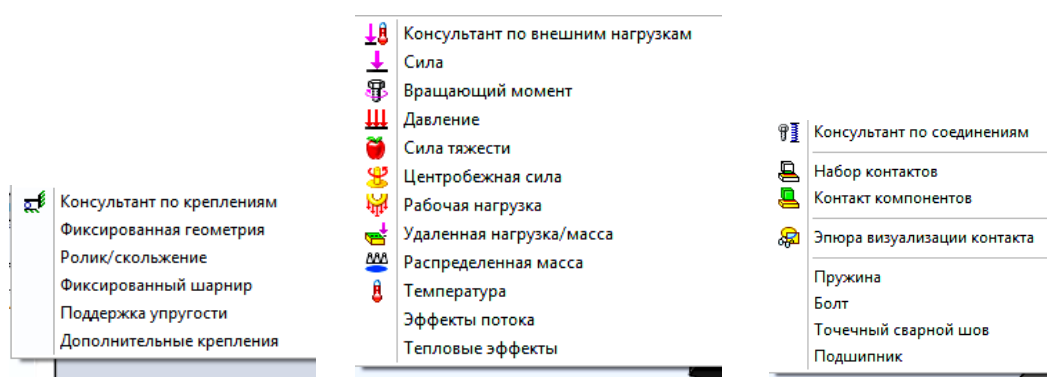 Консультант по креплениям
Фиксированная геометрия
Ролик/скольжение
Фиксированный шарнир
Поддержка упругости
Дополнительные крепления
Консультант по внешним нагрузкам
Сила
Вращающий момент
Давление
Сила тяжести
Центробежная сила
Рабочая нагрузка
Удаленная нагрузка/масса
Распределенная масса
Температура
Эффекты потока
Тепловые эффекты
Консультант по соединениям
Набор контактов
Контакт компонентов
Эпюра визуализации контакта
Пружина
Болт
Точечный сварной шов
Подшипник